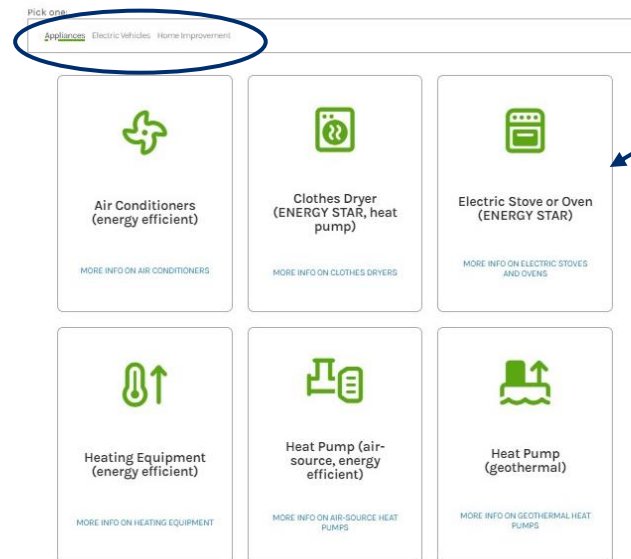 Pick one:
Appliances Electric Vehicles Home Improvement
Air Conditioners
(energy efficient)
MORE INFO ON AIR CONDITIONERS
Clothes Dryer
(ENERGY STAR, heat
pump)
MORE INFO ON CLOTHES DRYERS
Electric Stove or Oven
(ENERGY STAR)
MORE INFO ON ELECTRIC STOVES
AND OVENS
Heating Equipment
(energy efficient)
MORE INFO ON HEATING EQUIPMENT
Heat Pump (air-
source, energy
efficient)
MORE INFO ON AIR-SOURCE HEAT
PUMPS
Heat Pump
(geothermal)
MORE INFO ON GEOTHERMAL HEAT
PUMPS